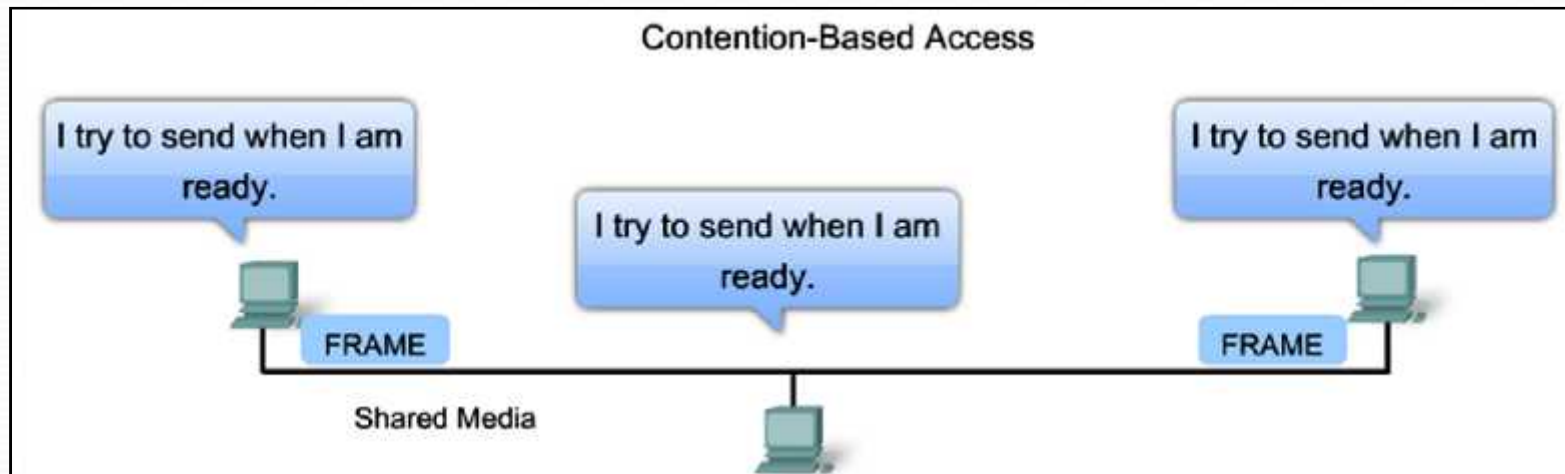 Contention-Based Access
I try to send when I am
ready.
I try to send when I am
ready.
I try to send when I am
ready.
FRAME
FRAME
Shared Media